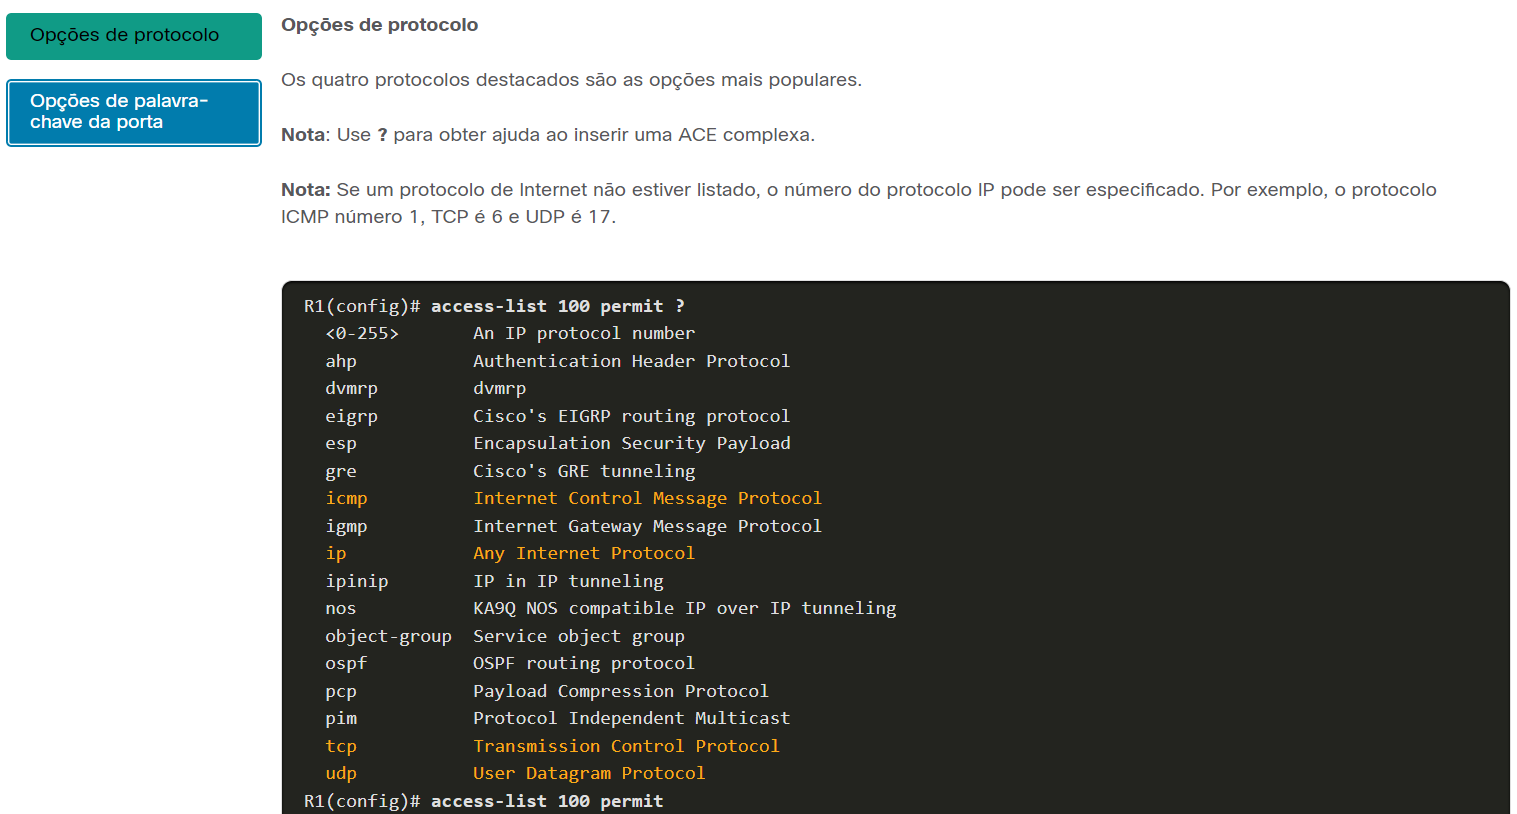 Opções de protocolo
Opções de palavra-
chave da porta
Opções de protocolo
Os quatro protocolos destacados são as opções mais populares.
Nota: Use ? para obter ajuda ao inserir uma ACE complexa.
Nota: Se um protocolo de Internet não estiver listado, o número do protocolo IP pode ser especificado. Por exemplo, o protocolo
ICMP número 1, TCP é 6 e UDP é 17.
R1(config)# access-list 100 permit ?
<0-255> An IP protocol number
ahp Authentication Header Protocol
dvmrp dvmrp
eigrp Cisco's EIGRP routing protocol
esp Encapsulation Security Payload
gre Cisco's GRE tunneling
icmp Internet Control Message Protocol
igmp Internet Gateway Message Protocol
ip Any Internet Protocol
ipinip IP in IP tunneling
nos KA9Q NOS compatible IP over IP tunneling
object-group Service object group
ospf OSPF routing protocol
pcp Payload Compression Protocol
pim Protocol Independent Multicast
tcp Transmission Control Protocol
udp User Datagram Protocol
R1(config)# access-list 100 permit